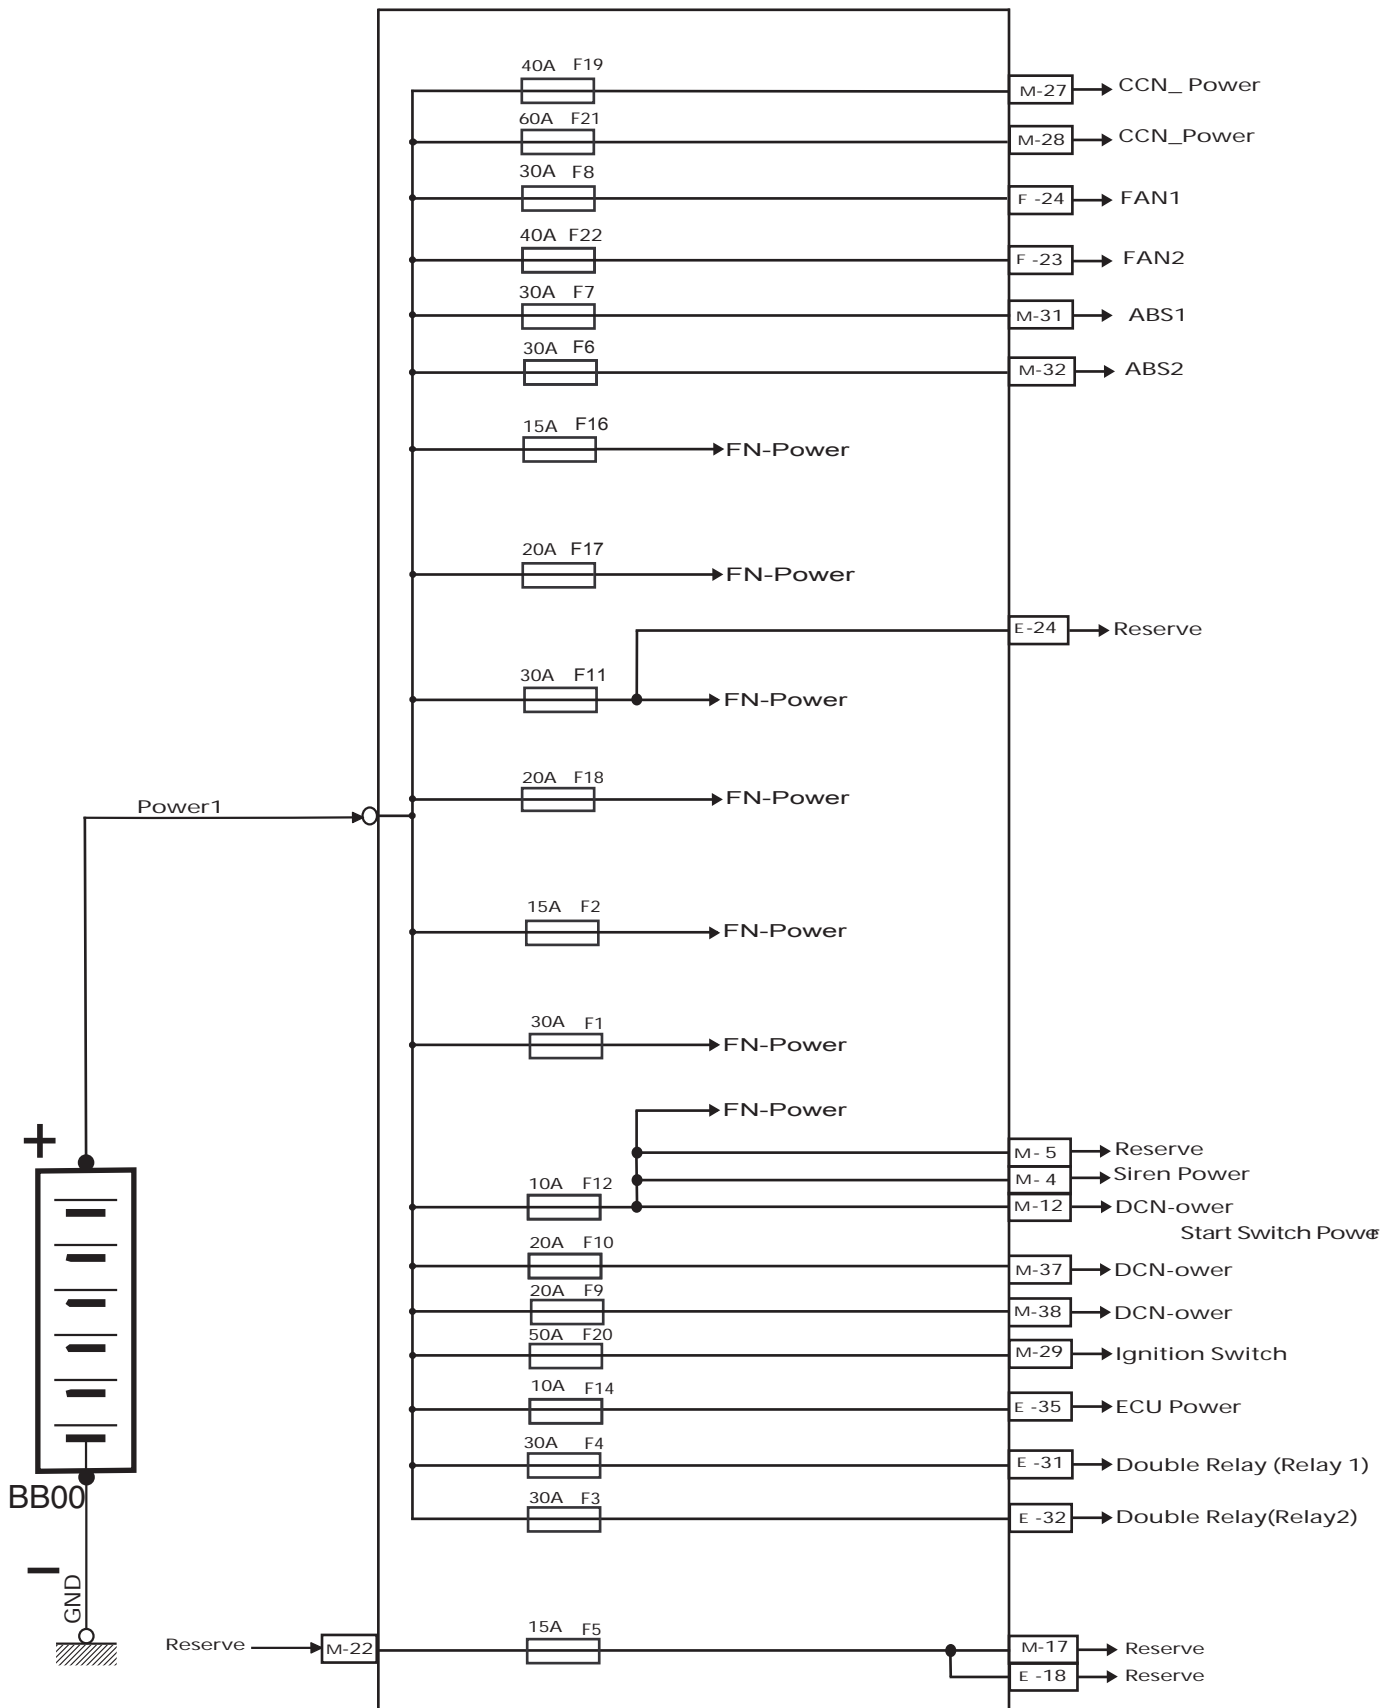 40A F19
M-27 CCN_ Power
60A F21
M-28 CCN_Power
30A F8
F -24 FAN1
40A F22
F -23 FAN2
30A F7
M-31 ABS1
30A F6
M-32 ABS2
15A F16
FN-Power
20A F17
FN-Power
E-24 Reserve
30A F11
FN-Power
20A F18
FN-Power
Power1
15A F2
FN-Power
30A F1
FN-Power
FN-Power
M- 5 Reserve
M- 4 Siren Power
10A F12
M-12 DCN-ower
Start Switch Power
20A F10
M-37 DCN-ower
20A F9
M-38 DCN-ower
50A F20
M-29 Ignition Switch
10A F14
E -35 ECU Power
30A F4
E -31 Double Relay (Relay 1)
30A F3
E -32 Double Relay(Relay2)
+
BB00
−
GND
15A F5
Reserve M-22
M-17 Reserve
E -18 Reserve